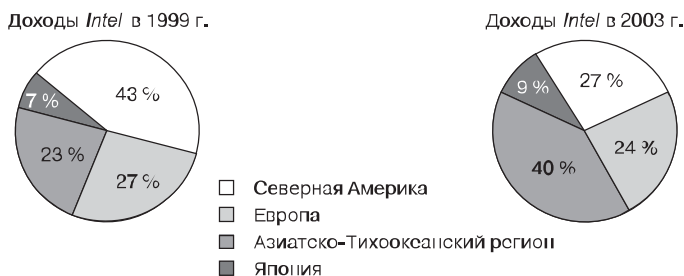 Доходы Intel в 1999 г.
43 %
7 %
23 %
27 %
Доходы Intel в 2003 г.
27 %
9 %
24 %
40 %
Северная Америка
Европа
Азиатско-Тихоокеанский регион
Япония